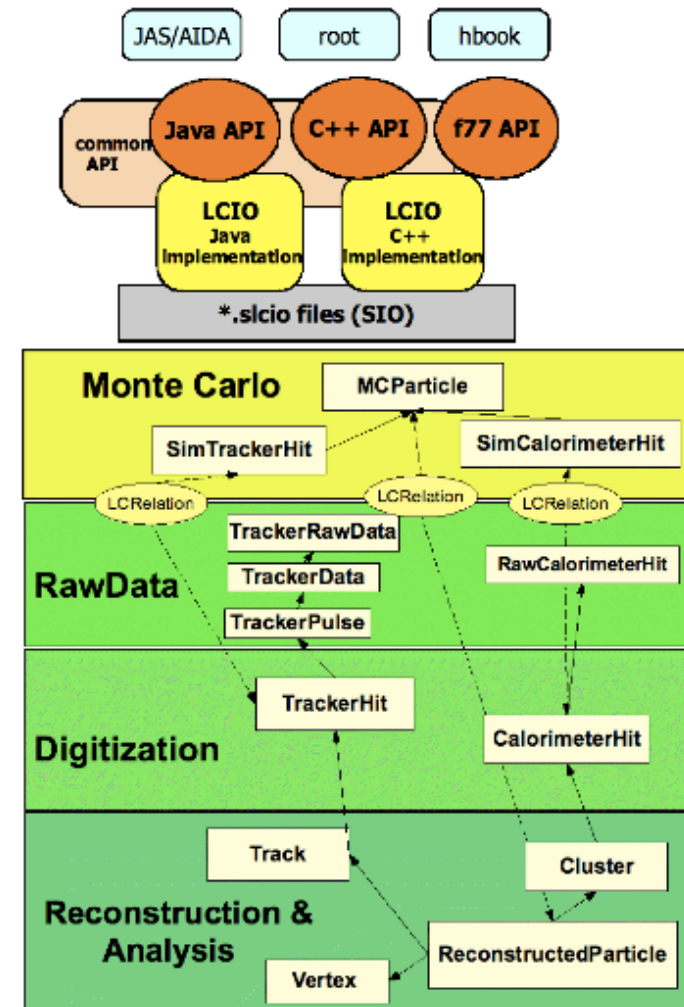 JAS/AIDA
root
hbook
common
API
Java API
C++ API
f77 API
LCIO
Java
Implementation
LCIO
C++
Implementation
*.slcio files (SIO)
Monte Carlo
MCParticle
SimTrackerHit
SimCalorimeterHit
LCRelation
LCRelation
LCRelation
RawData
TrackerRawData
TrackerData
TrackerPulse
RawCalorimeterHit
Digitization
TrackerHit
CalorimeterHit
Reconstruction &
Analysis
Track
Cluster
ReconstructedParticle
Vertex